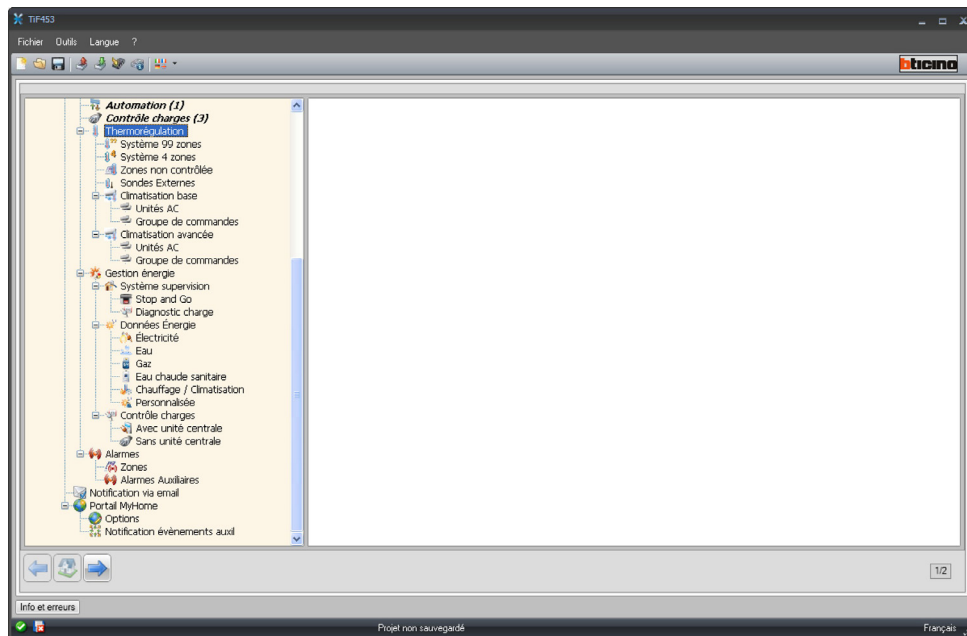 TiF453
Fichier Outils Langue ?
bticino
Automation (1)
Contrôle charges (3)
Thermorégulation
Système 99 zones
Système 4 zones
Zones non contrôlée
Sondes Externes
Climatisation base
Unités AC
Groupe de commandes
Climatisation avancée
Unités AC
Groupe de commandes
Gestion énergie
Système supervision
Stop and Go
Diagnostic charge
Données Énergie
Électricité
Eau
Gaz
Eau chaude sanitaire
Chauffage / Climatisation
Personnalisée
Contrôle charges
Avec unité centrale
Sans unité centrale
Alarmes
Zones
Alarmes Auxiliaires
Notification via email
Portail MyHome
Options
Notification évènements auxil
1/2
Info et erreurs
Projet non sauvegardé
Français